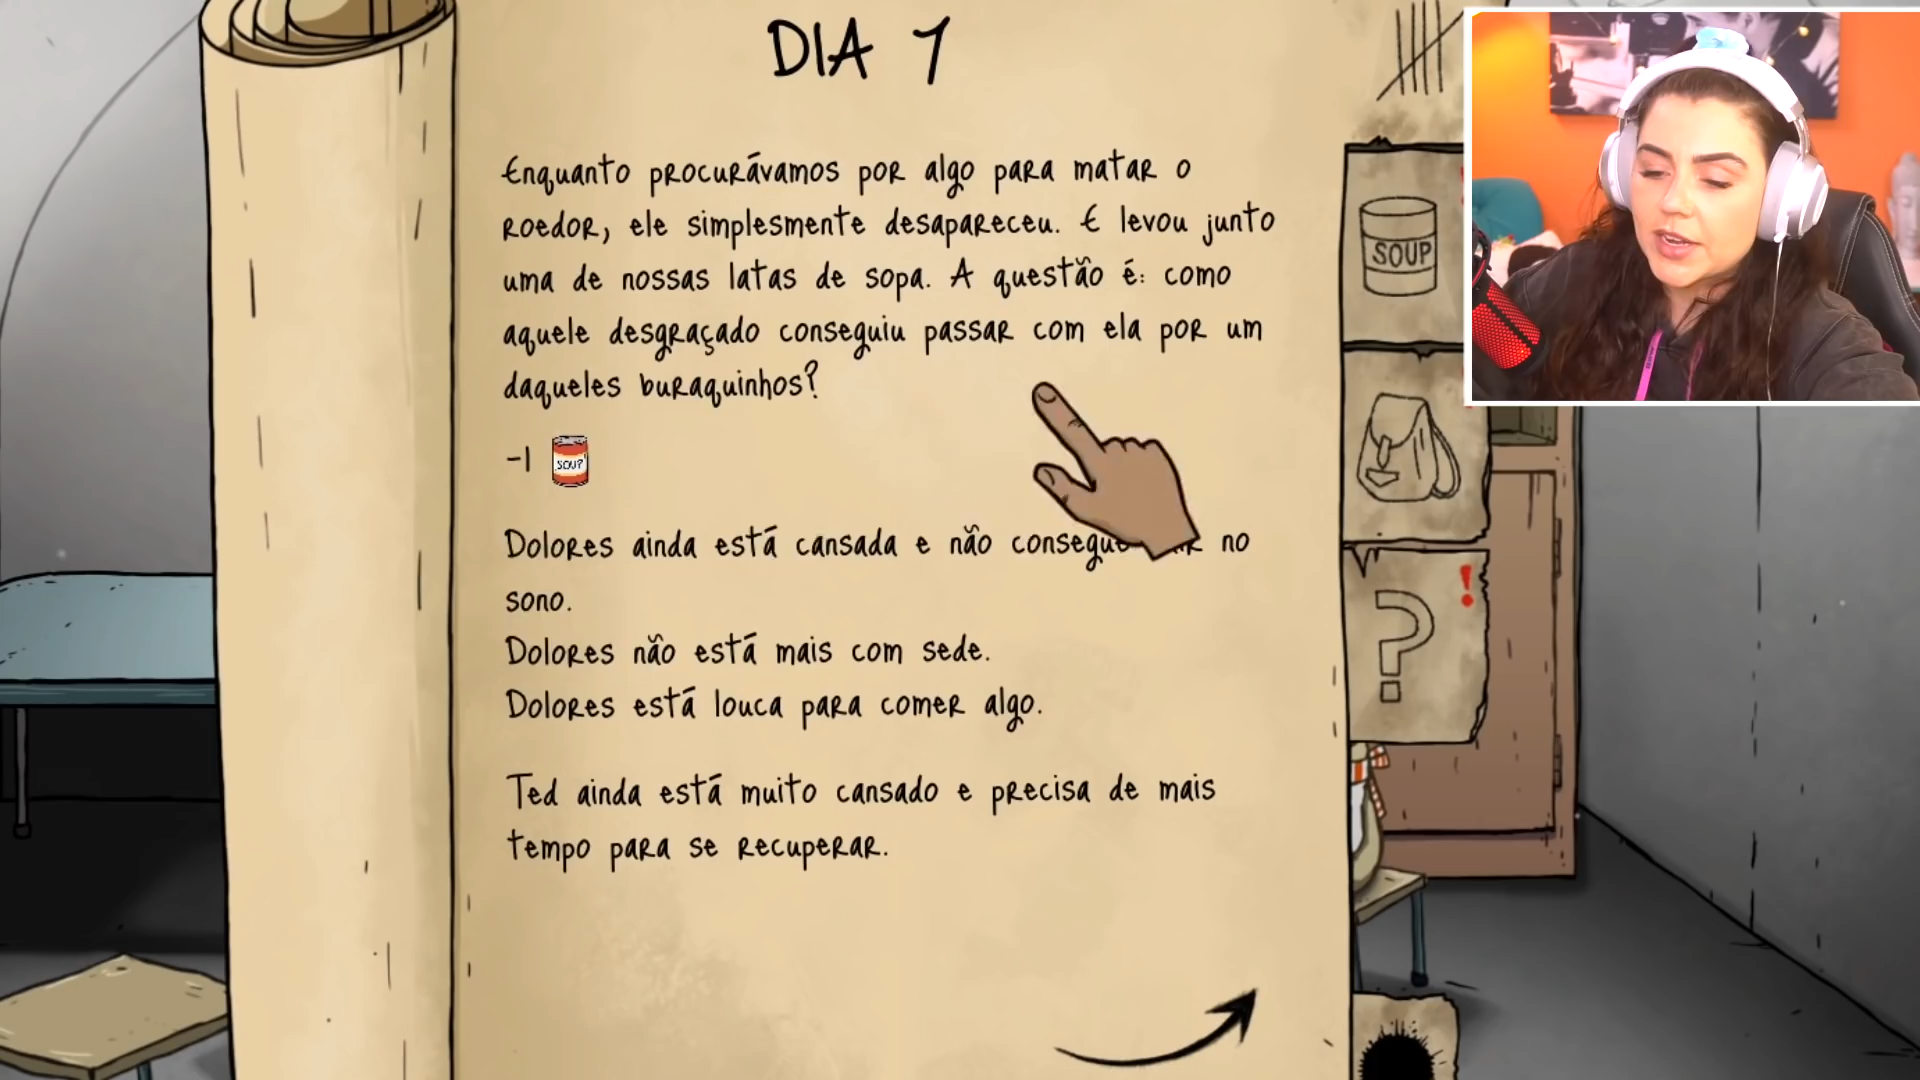 DIA 7
Enquanto procurávamos por algo para matar o
roedor, ele simplesmente desapareceu. E levou junto
uma de nossas latas de sopa. A questão é: como
aquele desgraçado conseguiu passar com ela por um
daqueles buraquinhos?
-1 SOUP
Dolores ainda está cansada e não consegue no
sono.
Dolores não está mais com sede.
Dolores está louca para comer algo.
Ted ainda está muito cansado e precisa de mais
tempo para se recuperar.
SOUP
?
!